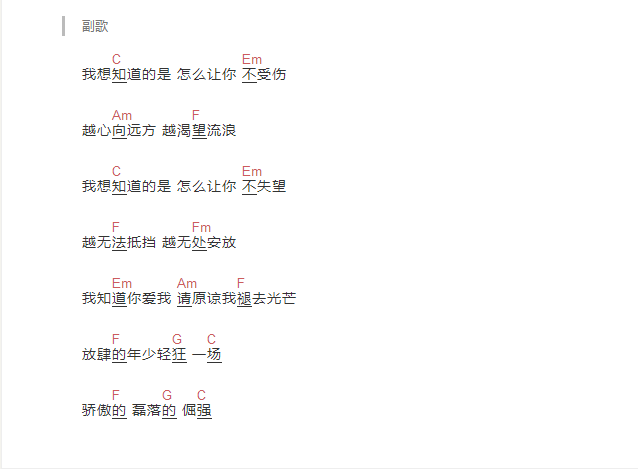 副歌
C Em
我想知道的是 怎么让你 不受伤
Am F
越心向远方 越渴望流浪
C Em
我想知道的是 怎么让你 不失望
F Fm
越无法抵挡 越无处安放
Em Am F
我知道你爱我 请原谅我褪去光芒
F G C
放肆的年少轻狂 一场
F G C
骄傲的 磊落的 倔强